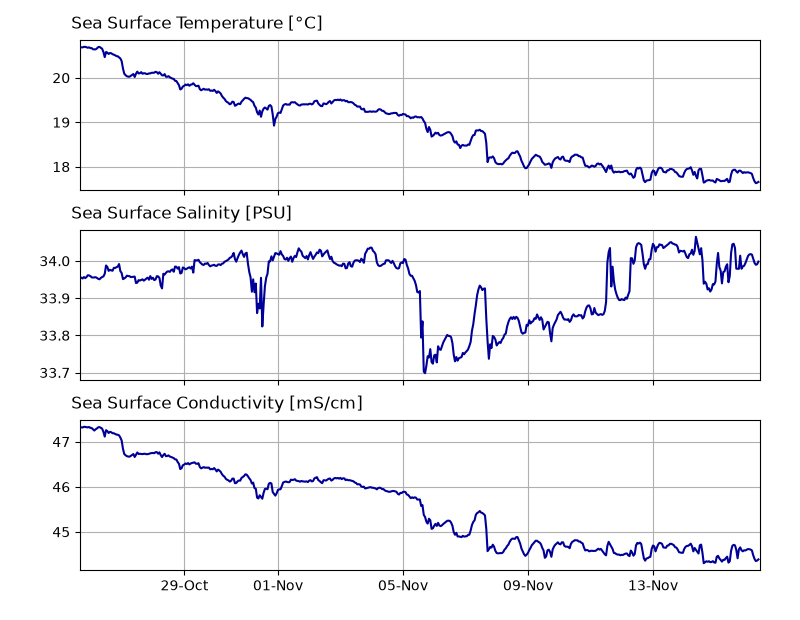 Sea Surface Temperature [°C]
20
19
18
Sea Surface Salinity [PSU]
34.0
33.9
33.8
33.7
Sea Surface Conductivity [mS/cm]
47
46
45
29-Oct 01-Nov 05-Nov 09-Nov 13-Nov